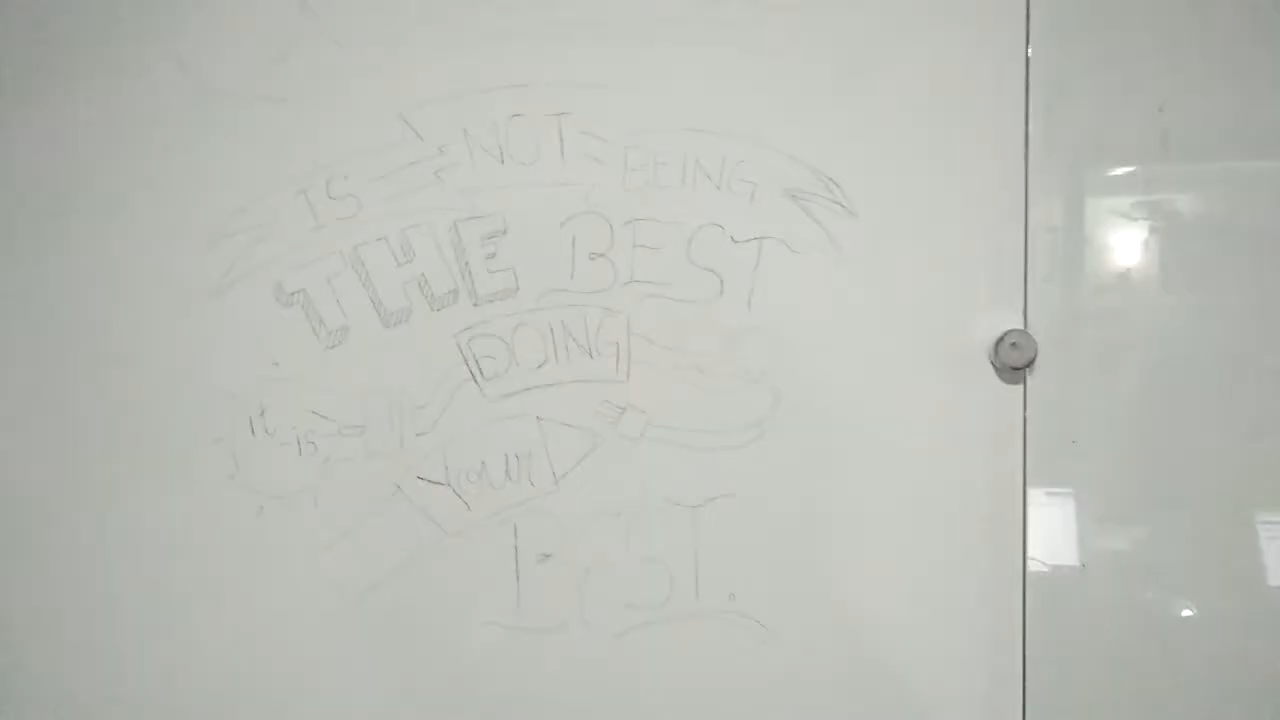 IS NOT BEING
THE BEST
DOING
it is
Your
BEST.